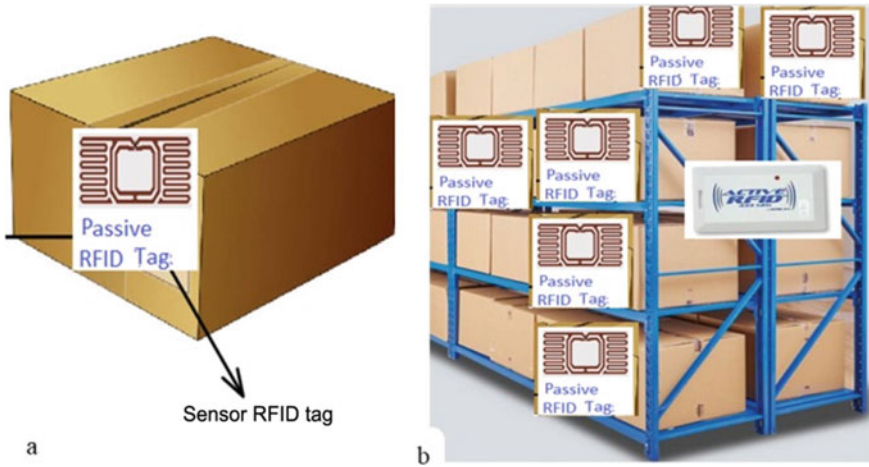 Passive
RFID Tag:
Sensor RFID tag
a
Passive
RFID Tag:
Passive
RFID Tag:
Passive
RFID Tag:
Passive
RFID Tag:
Passive
RFID Tag:
Passive
RFID Tag:
ACTIVE
RFID
b